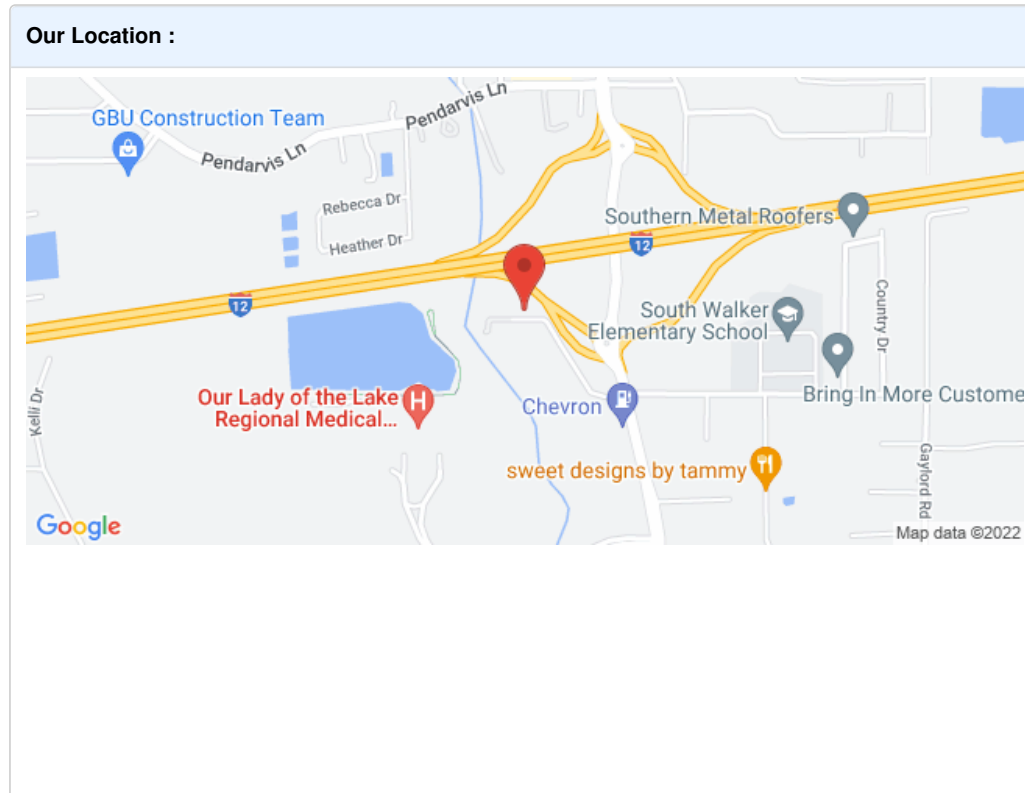 Our Location :
Pendarvis Ln
GBU Construction Team
Pendarvis Ln
Rebecca Dr
Southern Metal Roofers
Heather Dr
12
12
South Walker
Elementary School
Country Dr
Kelli Dr
Our Lady of the Lake
Regional Medical...
H
Chevron
Bring In More Custome
sweet designs by tammy
Gaylord Rd
Google
Map data ©2022